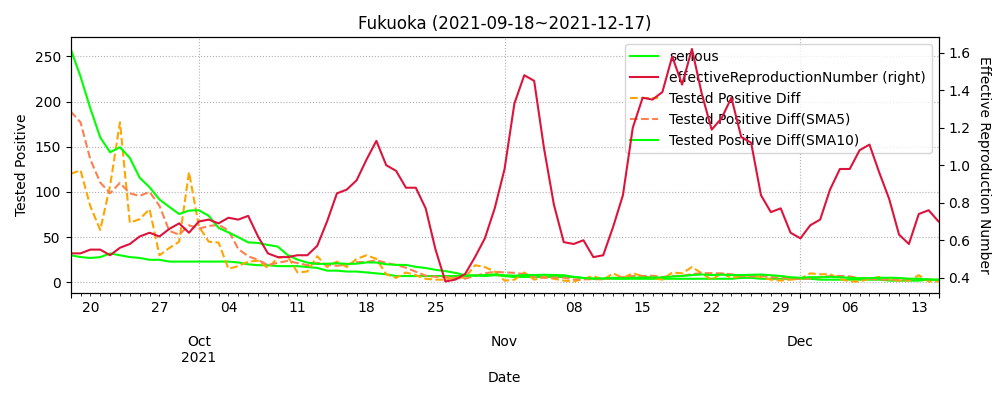 Fukuoka (2021-09-18~2021-12-17)
serious
effectiveReproductionNumber (right)
Tested Positive Diff
Tested Positive Diff(SMA5)
Tested Positive Diff(SMA10)
Tested Positive
250
200
150
100
50
0
1.6
1.4
1.2
1.0
0.8
0.6
0.4
Effective Reproduction Number
20 27 04 11 18 25 08 15 22 29 06 13
Oct Nov Dec
2021
Date